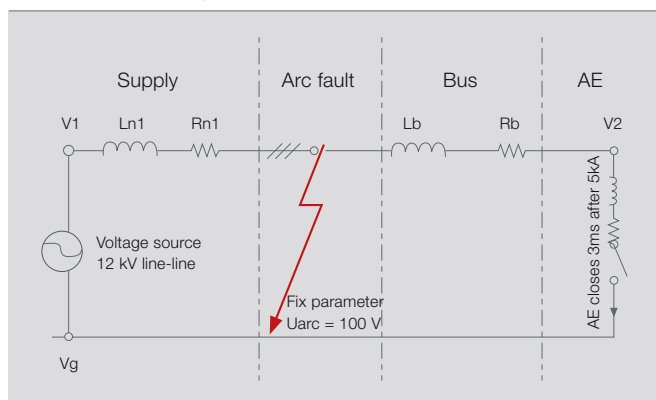 Supply
Arc fault
Bus
AE
V1
Ln1
Rn1
Lb
Rb
V2
Voltage source
12 kV line-line
Fix parameter
Uarc = 100 V
AE closes 3ms after 5kA
Vg